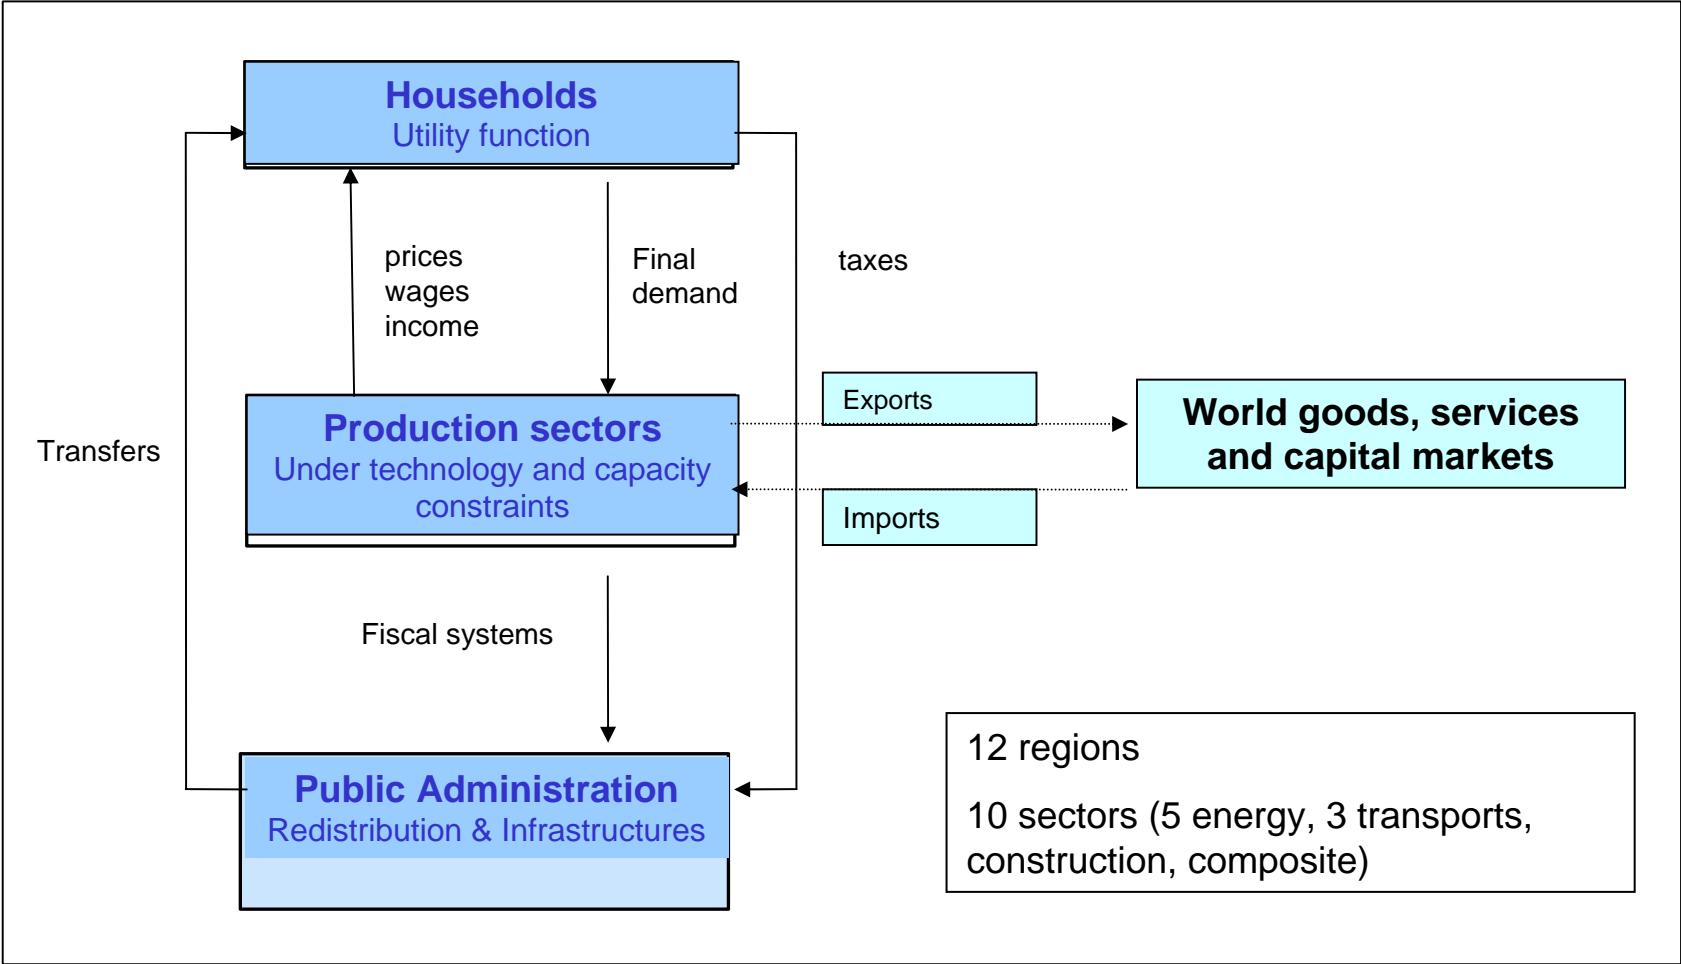 Households
Utility function
prices
wages
income
Final
demand
taxes
Transfers
Production sectors
Under technology and capacity
constraints
Exports
Imports
World goods, services
and capital markets
Fiscal systems
Public Administration
Redistribution & Infrastructures
12 regions
10 sectors (5 energy, 3 transports,
construction, composite)